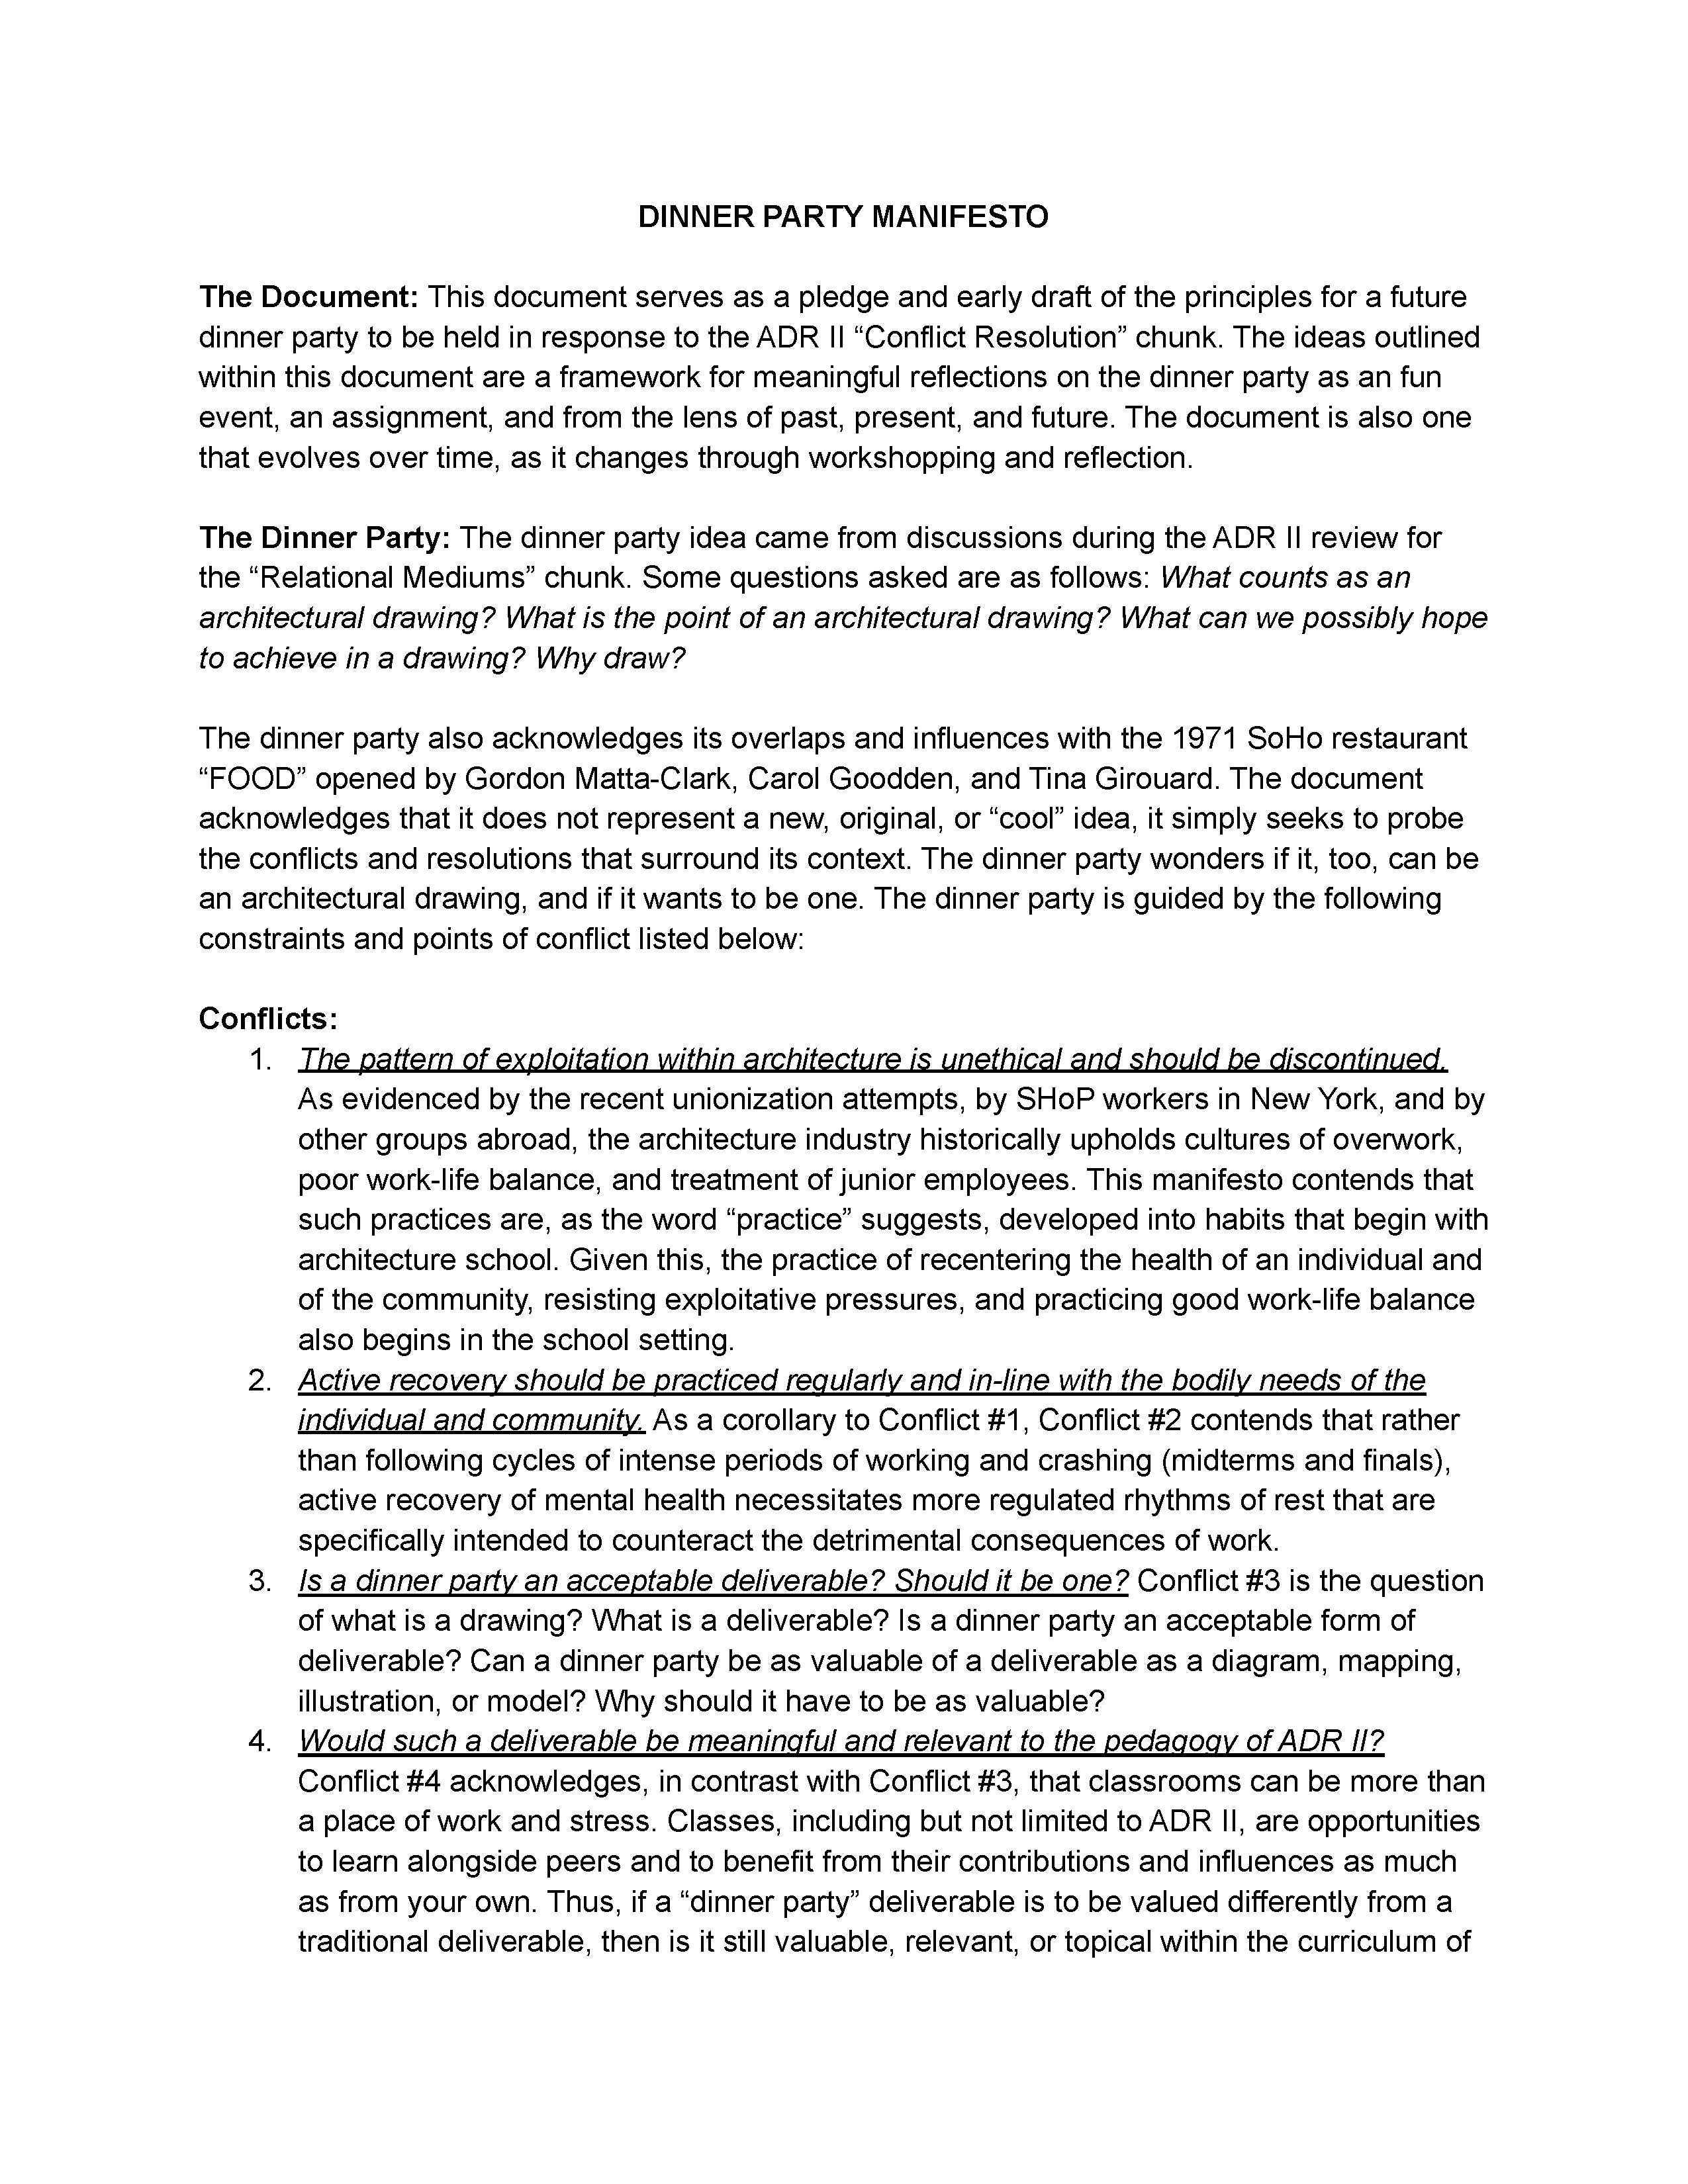 DINNER PARTY MANIFESTO
The Document: This document serves as a pledge and early draft of the principles for a future
dinner party to be held in response to the ADR II “Conflict Resolution” chunk. The ideas outlined
within this document are a framework for meaningful reflections on the dinner party as an fun
event, an assignment, and from the lens of past, present, and future. The document is also one
that evolves over time, as it changes through workshopping and reflection.
The Dinner Party: The dinner party idea came from discussions during the ADR II review for
the “Relational Mediums” chunk. Some questions asked are as follows: What counts as an
architectural drawing? What is the point of an architectural drawing? What can we possibly hope
to achieve in a drawing? Why draw?
The dinner party also acknowledges its overlaps and influences with the 1971 SoHo restaurant
“FOOD” opened by Gordon Matta-Clark, Carol Goodden, and Tina Girouard. The document
acknowledges that it does not represent a new, original, or “cool” idea, it simply seeks to probe
the conflicts and resolutions that surround its context. The dinner party wonders if it, too, can be
an architectural drawing, and if it wants to be one. The dinner party is guided by the following
constraints and points of conflict listed below:
Conflicts:
1. The pattern of exploitation within architecture is unethical and should be discontinued.
As evidenced by the recent unionization attempts, by SHoP workers in New York, and by
other groups abroad, the architecture industry historically upholds cultures of overwork,
poor work-life balance, and treatment of junior employees. This manifesto contends that
such practices are, as the word “practice” suggests, developed into habits that begin with
architecture school. Given this, the practice of recentering the health of an individual and
of the community, resisting exploitative pressures, and practicing good work-life balance
also begins in the school setting.
2. Active recovery should be practiced regularly and in-line with the bodily needs of the
individual and community. As a corollary to Conflict #1, Conflict #2 contends that rather
than following cycles of intense periods of working and crashing (midterms and finals),
active recovery of mental health necessitates more regulated rhythms of rest that are
specifically intended to counteract the detrimental consequences of work.
3. Is a dinner party an acceptable deliverable? Should it be one? Conflict #3 is the question
of what is a drawing? What is a deliverable? Is a dinner party an acceptable form of
deliverable? Can a dinner party be as valuable of a deliverable as a diagram, mapping,
illustration, or model? Why should it have to be as valuable?
4. Would such a deliverable be meaningful and relevant to the pedagogy of ADR II?
Conflict #4 acknowledges, in contrast with Conflict #3, that classrooms can be more than
a place of work and stress. Classes, including but not limited to ADR II, are opportunities
to learn alongside peers and to benefit from their contributions and influences as much
as from your own. Thus, if a “dinner party” deliverable is to be valued differently from a
traditional deliverable, then is it still valuable, relevant, or topical within the curriculum of